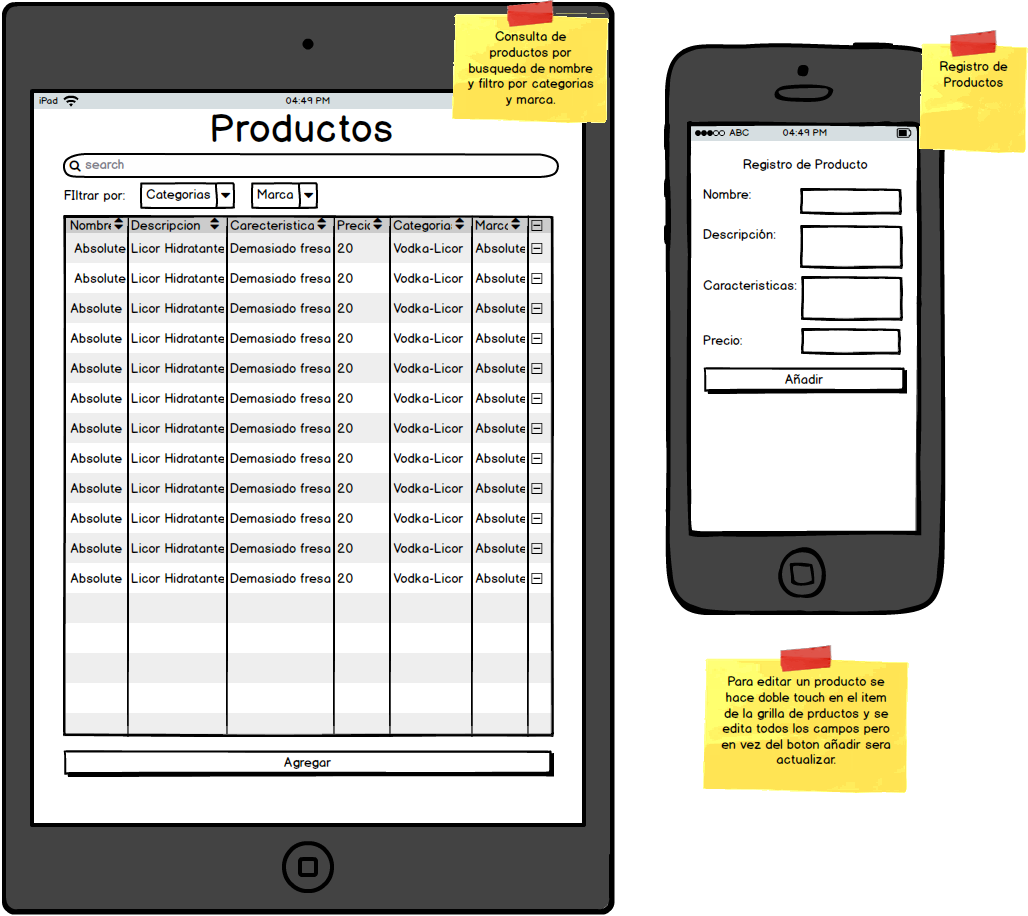 Consulta de
productos por
busqueda de nombre
y filtro por categorias
y marca.
iPad 04:49 PM
Productos
search
FIltrar por: Categorias Marca
Nombre Descripcion Carecteristica Precic Categoria Marca
Absolute Licor Hidratante Demasiado fresa 20 Vodka-Licor Absolute
Absolute Licor Hidratante Demasiado fresa 20 Vodka-Licor Absolute
Absolute Licor Hidratante Demasiado fresa 20 Vodka-Licor Absolute
Absolute Licor Hidratante Demasiado fresa 20 Vodka-Licor Absolute
Absolute Licor Hidratante Demasiado fresa 20 Vodka-Licor Absolute
Absolute Licor Hidratante Demasiado fresa 20 Vodka-Licor Absolute
Absolute Licor Hidratante Demasiado fresa 20 Vodka-Licor Absolute
Absolute Licor Hidratante Demasiado fresa 20 Vodka-Licor Absolute
Absolute Licor Hidratante Demasiado fresa 20 Vodka-Licor Absolute
Absolute Licor Hidratante Demasiado fresa 20 Vodka-Licor Absolute
Absolute Licor Hidratante Demasiado fresa 20 Vodka-Licor Absolute
Absolute Licor Hidratante Demasiado fresa 20 Vodka-Licor Absolute
Agregar
Registro de
Productos
ABC 04:49 PM
Registro de Producto
Nombre:
Descripción:
Caracteristicas:
Precio:
Añadir
Para editar un producto se
hace doble touch en el item
de la grilla de prductos y se
edita todos los campos pero
en vez del boton añadir sera
actualizar.